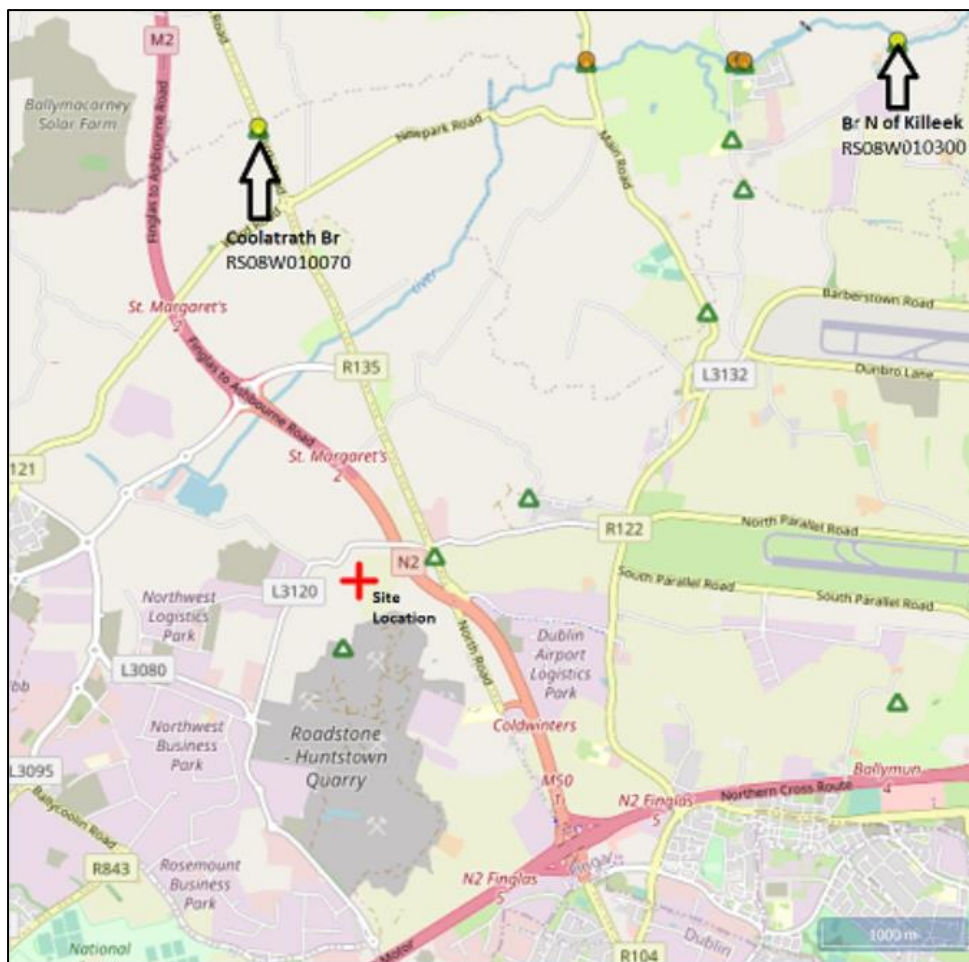 M2
Road
Ballymacarney
Solar Farm
Finglas to Ashbourne Road
Newpark Road
Main Road
Br N of Killeek
RS08W010300
Coolatrath Br
RS08W010070
St. Margaret's
River
Barberstown Road
Finglas to Ashbourne Road
R135
L3132
Dunbro Lane
121
St. Margaret's
2
R122
North Parallel Road
N2
South Parallel Road
South Parallel Road
L3120
Site
Location
Northwest
Logistics
Park
North Road
Dublin
Airport
Logistics
Park
L3080
Northwest
Business
Park
Roadstone
- Huntstown
Quarry
Coldwinters
L3095
M50
1
Ballymun
4
Northern Cross Route
N2 Finglas
5
Ballycoolin Road
R843
Rosemount
Business
Park
N2 Finglas
5
National
Motor
R104
Dublin
1000 m